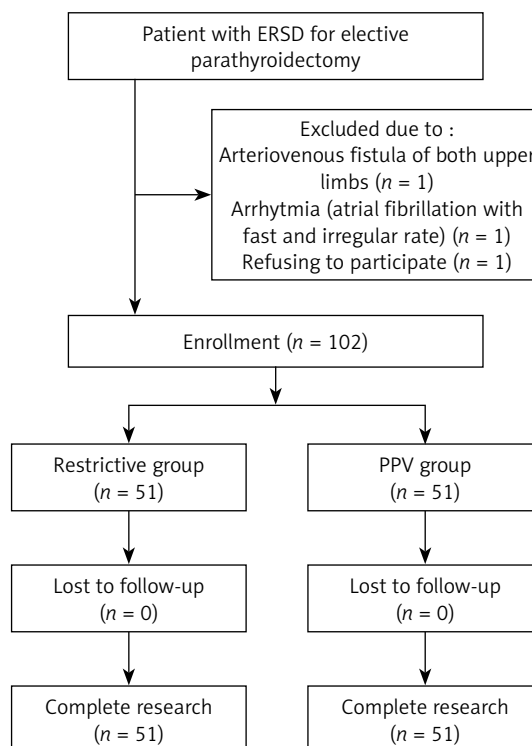 Patient with ERSD for elective
parathyroidectomy
Excluded due to :
Arteriovenous fistula of both upper
limbs (n = 1)
Arrhytmia (atrial fibrillation with
fast and irregular rate) (n = 1)
Refusing to participate (n = 1)
Enrollment (n = 102)
Restrictive group
(n = 51)
PPV group
(n = 51)
Lost to follow-up
(n = 0)
Lost to follow-up
(n = 0)
Complete research
(n = 51)
Complete research
(n = 51)